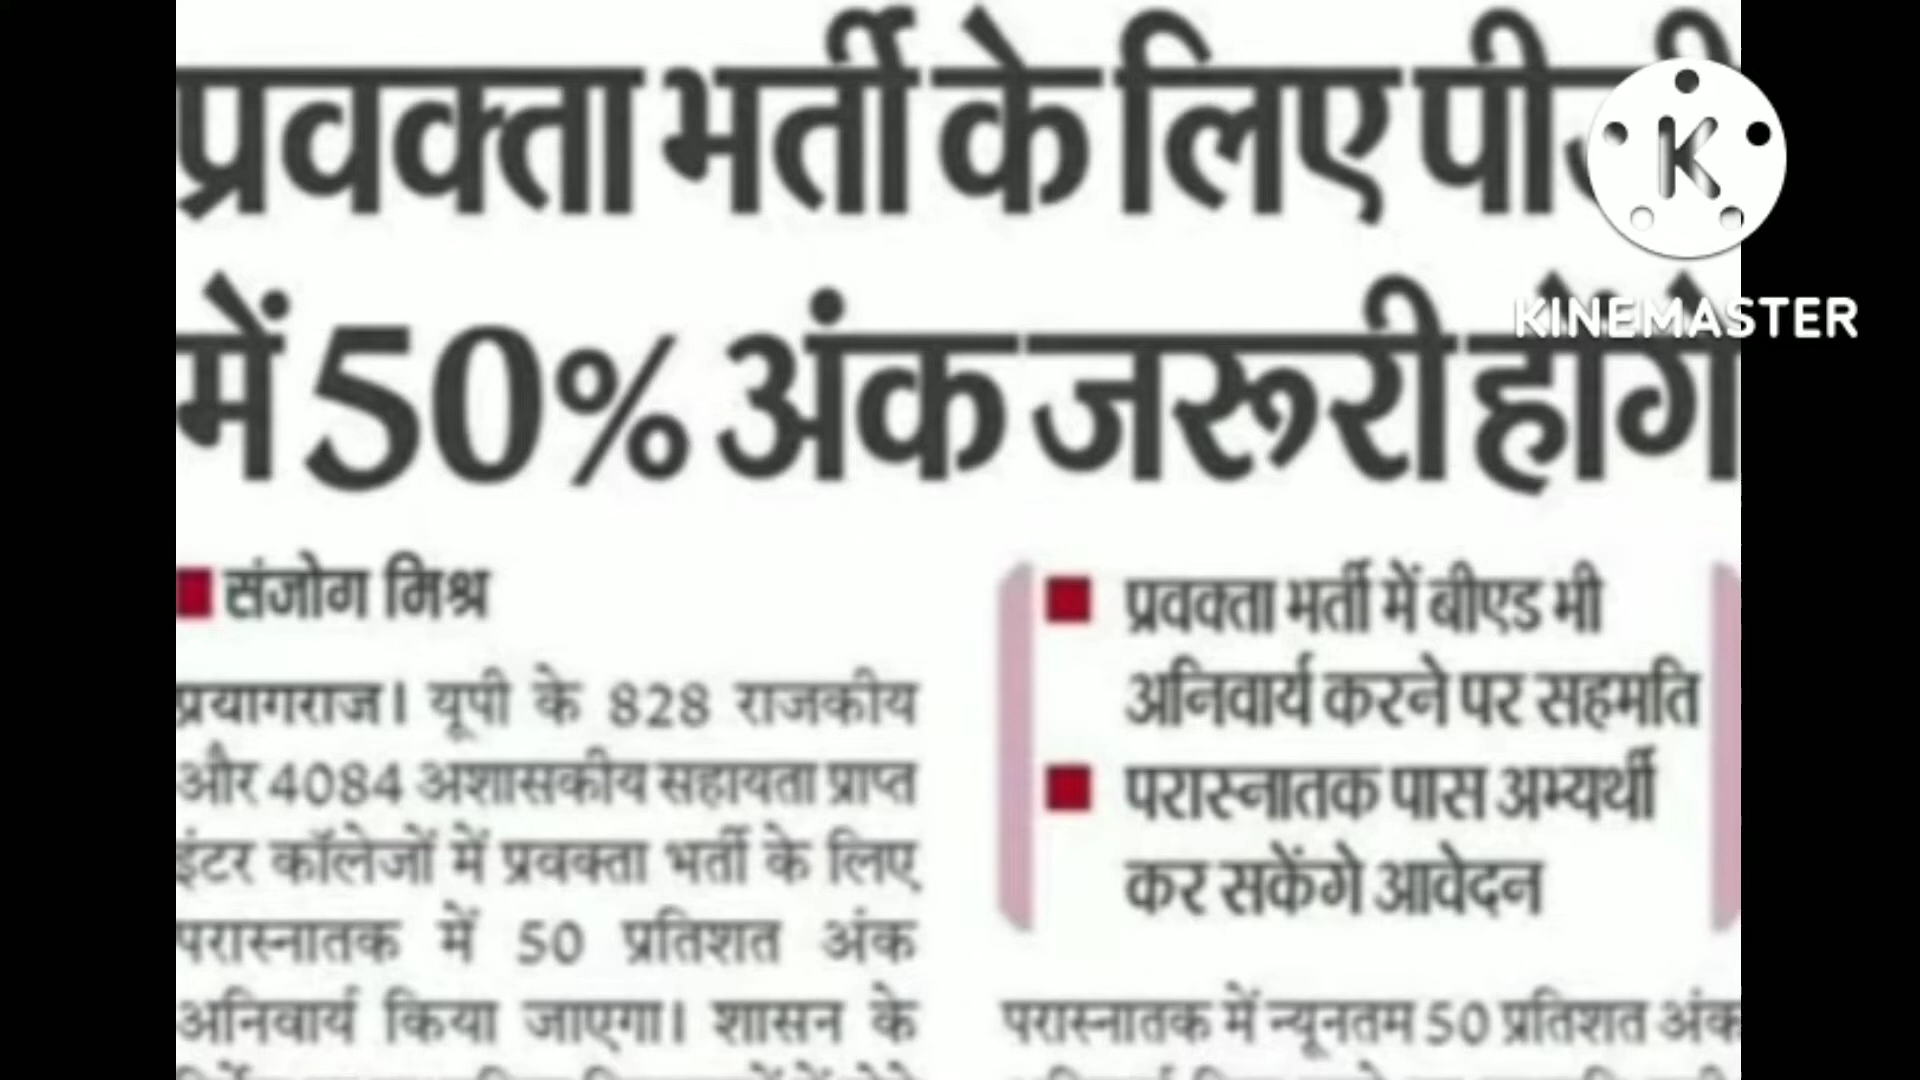 प्रवक्ता भर्ती के लिए
में 50% अंक जरूरी होंगे
KINEMASTER
संजोग मिश्र
प्रयागराज। यूपी के 828 राजकीय
और 4084 अशासकीय सहायता प्राप्त
इंटर कॉलेजों में प्रवक्ता भर्ती के लिए
परास्नातक में 50 प्रतिशत अंक
अनिवार्य किया जाएगा। शासन के
प्रवक्ता भर्ती में बीएड भी
अनिवार्य करने पर सहमति
परास्नातक पास अभ्यर्थी
कर सकेंगे आवेदन
परास्नातक में न्यूनतम 50 प्रतिशत अंक